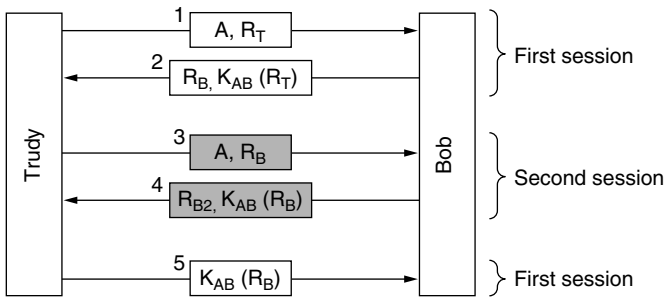 1
A, R_T
First session
2
R_B, K_AB (R_T)
Trudy
Bob
3
A, R_B
Second session
4
R_B2, K_AB (R_B)
5
K_AB (R_B)
First session